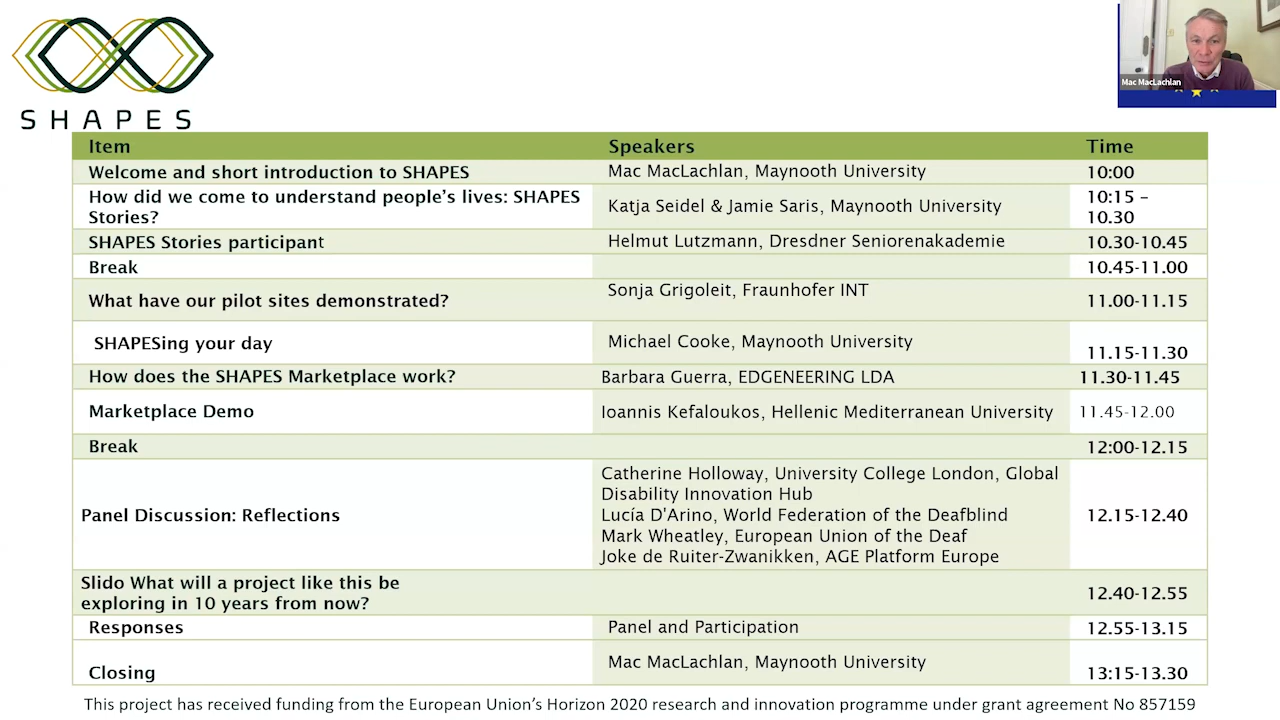 Mac MacLachlan
SHAPES
Item Speakers Time
Welcome and short introduction to SHAPES Mac MacLachlan, Maynooth University 10:00
How did we come to understand people’s lives: SHAPES
Stories? Katja Seidel & Jamie Saris, Maynooth University 10:15 –
10.30
SHAPES Stories participant Helmut Lutzmann, Dresdner Seniorenakademie 10.30-10.45
Break 10.45-11.00
What have our pilot sites demonstrated? Sonja Grigoleit, Fraunhofer INT 11.00-11.15
SHAPESing your day Michael Cooke, Maynooth University 11.15-11.30
How does the SHAPES Marketplace work? Barbara Guerra, EDGENEERING LDA 11.30-11.45
Marketplace Demo Ioannis Kefaloukos, Hellenic Mediterranean University 11.45-12.00
Break 12:00-12.15
Panel Discussion: Reflections
Catherine Holloway, University College London, Global
Disability Innovation Hub
Lucía D'Arino, World Federation of the Deafblind
Mark Wheatley, European Union of the Deaf
Joke de Ruiter-Zwanikken, AGE Platform Europe
12.15-12.40
Slido What will a project like this be
exploring in 10 years from now? 12.40-12.55
Responses Panel and Participation 12.55-13.15
Closing Mac MacLachlan, Maynooth University 13:15-13.30
This project has received funding from the European Union’s Horizon 2020 research and innovation programme under grant agreement No 857159